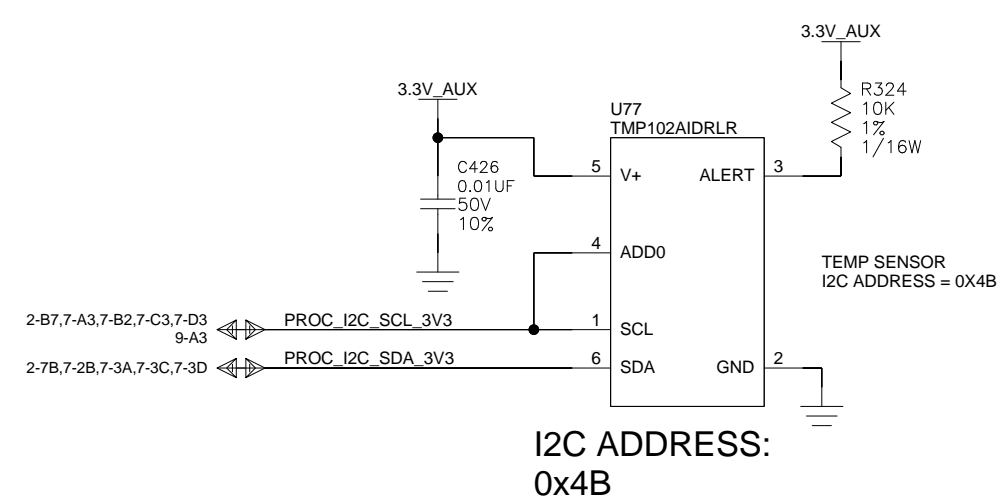 3.3V_AUX
R324
10K
1%
1/16W
3.3V_AUX
U77
TMP102AIDRLR
C426
0.01UF
50V
10%
5 V+ ALERT 3
4 ADD0
TEMP SENSOR
I2C ADDRESS = 0X4B
2-B7,7-A3,7-B2,7-C3,7-D3 PROC_I2C_SCL_3V3 1 SCL
9-A3
2-7B,7-2B,7-3A,7-3C,7-3D PROC_I2C_SDA_3V3 6 SDA GND 2
I2C ADDRESS:
0x4B